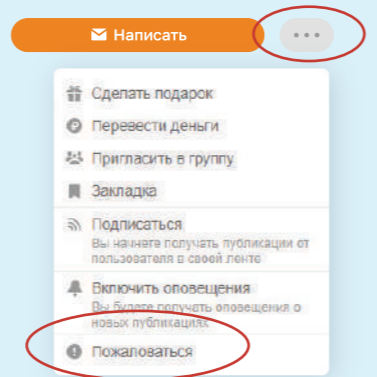 Написать
Сделать подарок
Перевести деньги
Пригласить в группу
Закладка
Подписаться
Вы начнете получать публикации от
пользователя в своей ленте
Включить оповещения
Вы будете получать оповещения о
новых публикациях
Пожаловаться